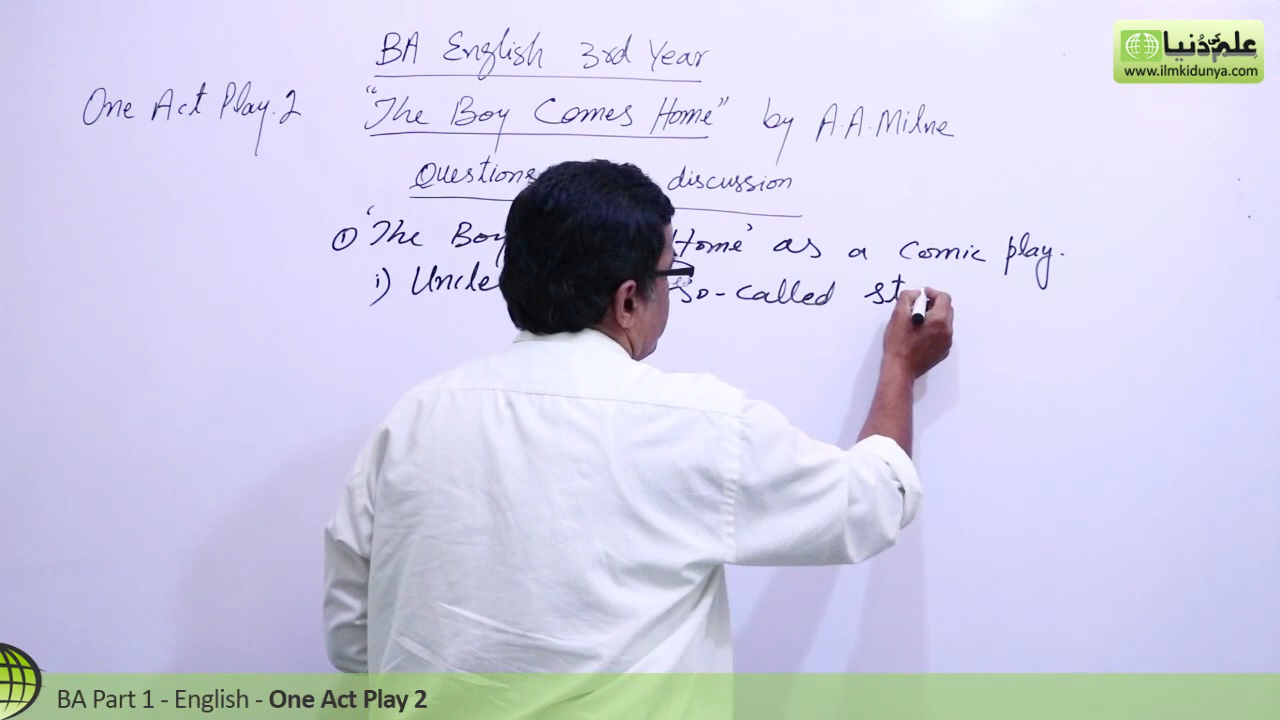 علم کی دُنیا
www.ilmkidunya.com
BA English 3rd Year
One Act Play.2 "The Boy Comes Home" by A.A.Milne
Questions discussion
① 'The Boy Home' as a comic play.
i) Uncle so-called st
BA Part 1 - English - One Act Play 2